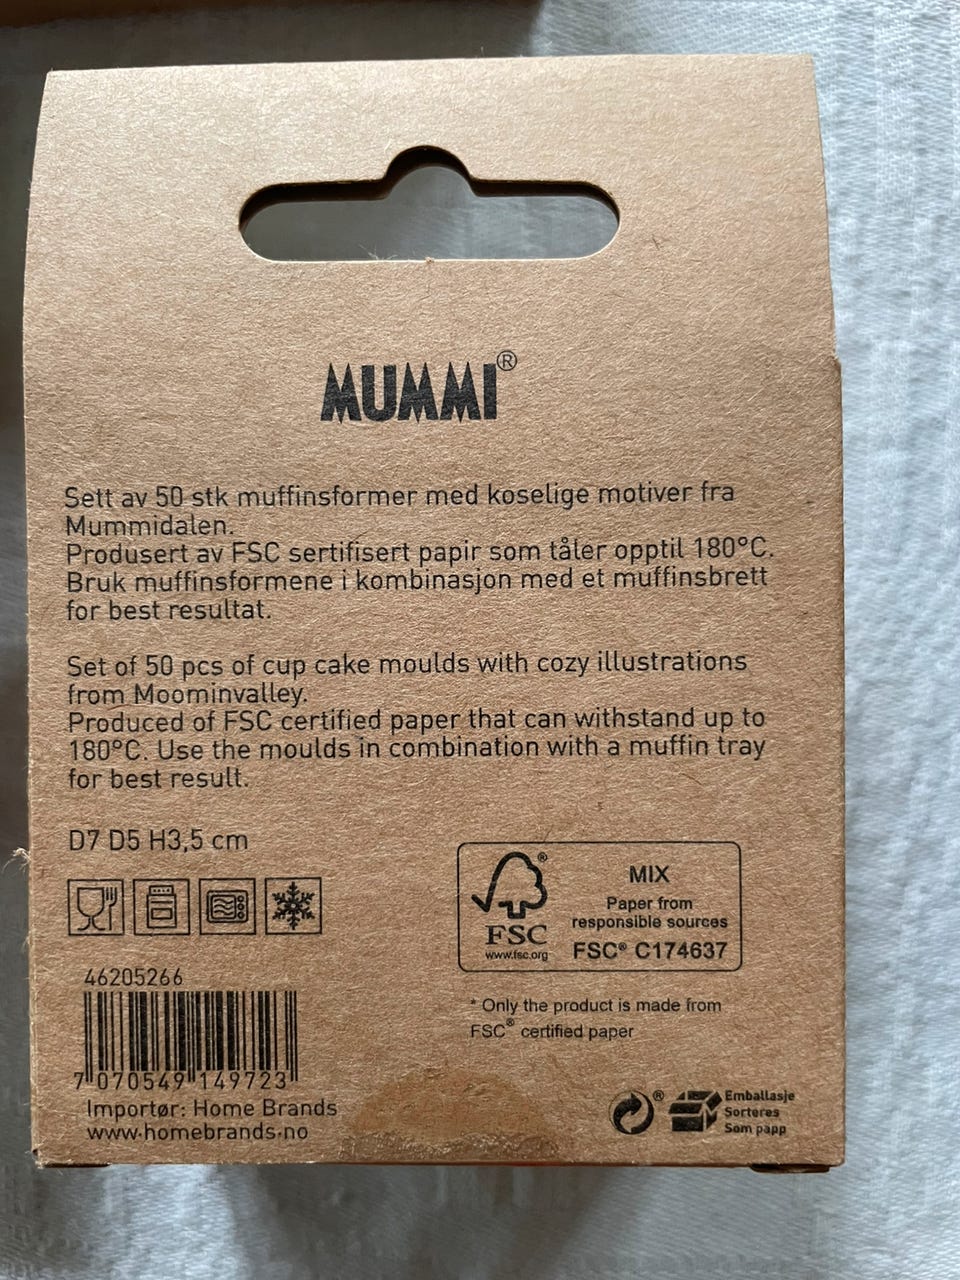 MUMMI®
Sett av 50 stk muffinsformer med koselige motiver fra
Mummidalen.
Produsert av FSC sertifisert papir som tåler opptil 180°C.
Bruk muffinsformene i kombinasjon med et muffinsbrett
for best resultat.
Set of 50 pcs of cup cake moulds with cozy illustrations
from Moominvalley.
Produced of FSC certified paper that can withstand up to
180°C. Use the moulds in combination with a muffin tray
for best result.
D7 D5 H3,5 cm
46205266
7 070549 149723
Importør: Home Brands
www.homebrands.no
®
FSC
www.fsc.org
MIX
Paper from
responsible sources
FSC® C174637
* Only the product is made from
FSC® certified paper
®
Emballasje
Sorteres
Som papp